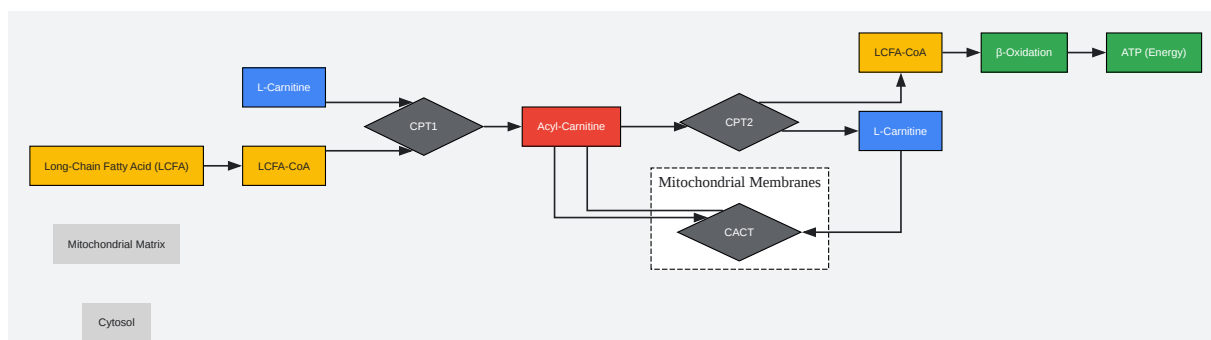 LCFA-CoA
β-Oxidation
ATP (Energy)
L-Carnitine
CPT1
Acyl-Carnitine
CPT2
L-Carnitine
Long-Chain Fatty Acid (LCFA)
LCFA-CoA
Mitochondrial Membranes
CACT
Mitochondrial Matrix
Cytosol